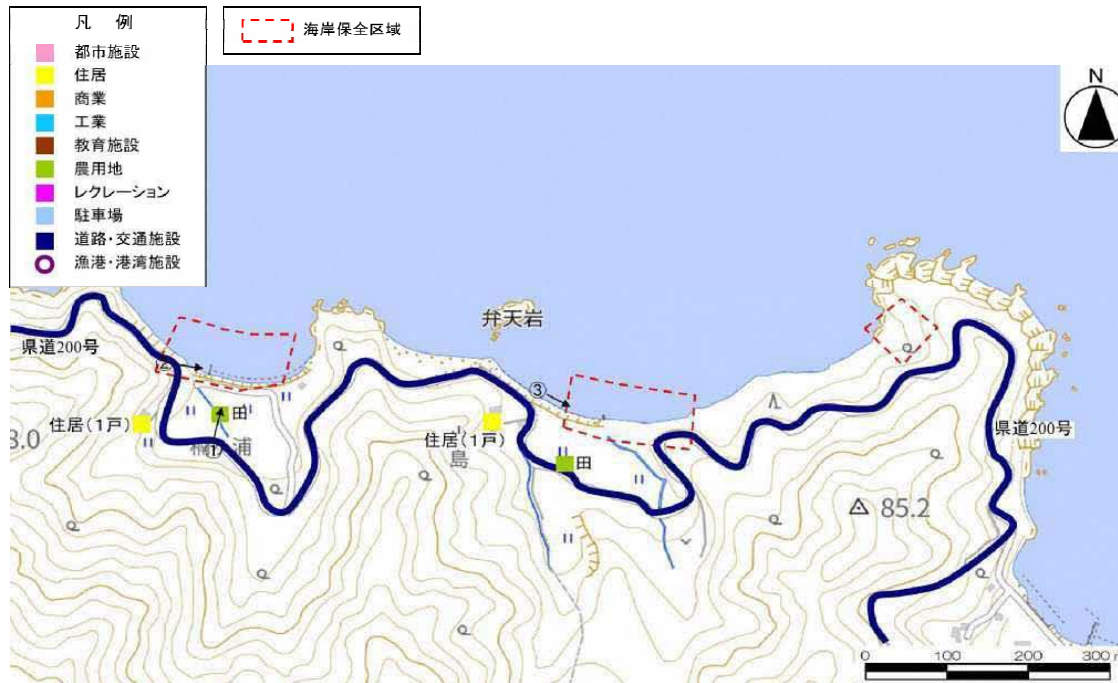 凡 例
都市施設
住居
商業
工業
教育施設
農用地
レクレーション
駐車場
道路・交通施設
漁港・港湾施設
海岸保全区域
N
弁天岩
県道200号
②
③
田
住居(1戸)
浦
①
住居(1戸)
島
田
県道200号
85.2
0 100 200 300 m